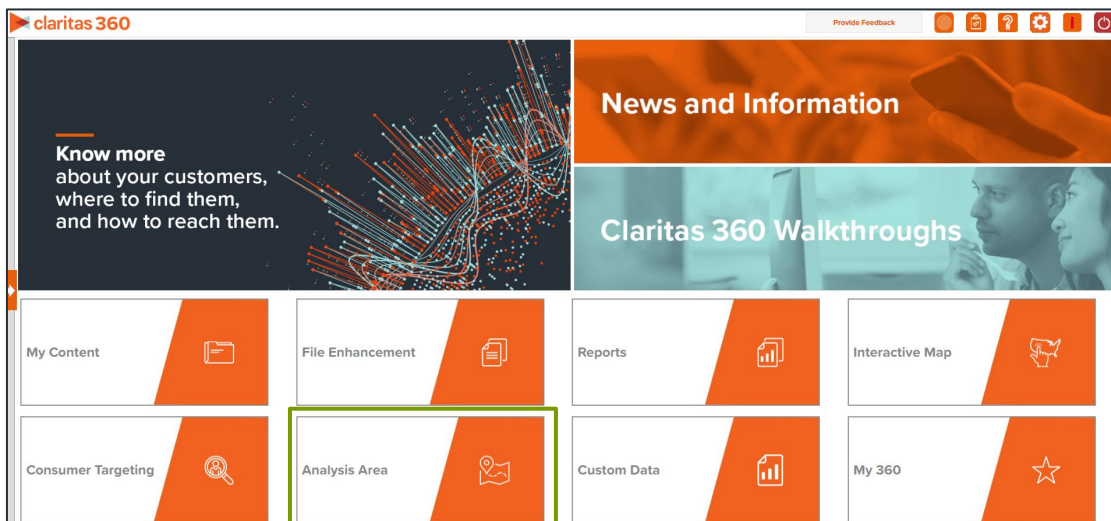 claritas 360
Provide Feedback
Know more
about your customers,
where to find them,
and how to reach them.
News and Information
Claritas 360 Walkthroughs
My Content
File Enhancement
Reports
Interactive Map
Consumer Targeting
Analysis Area
Custom Data
My 360